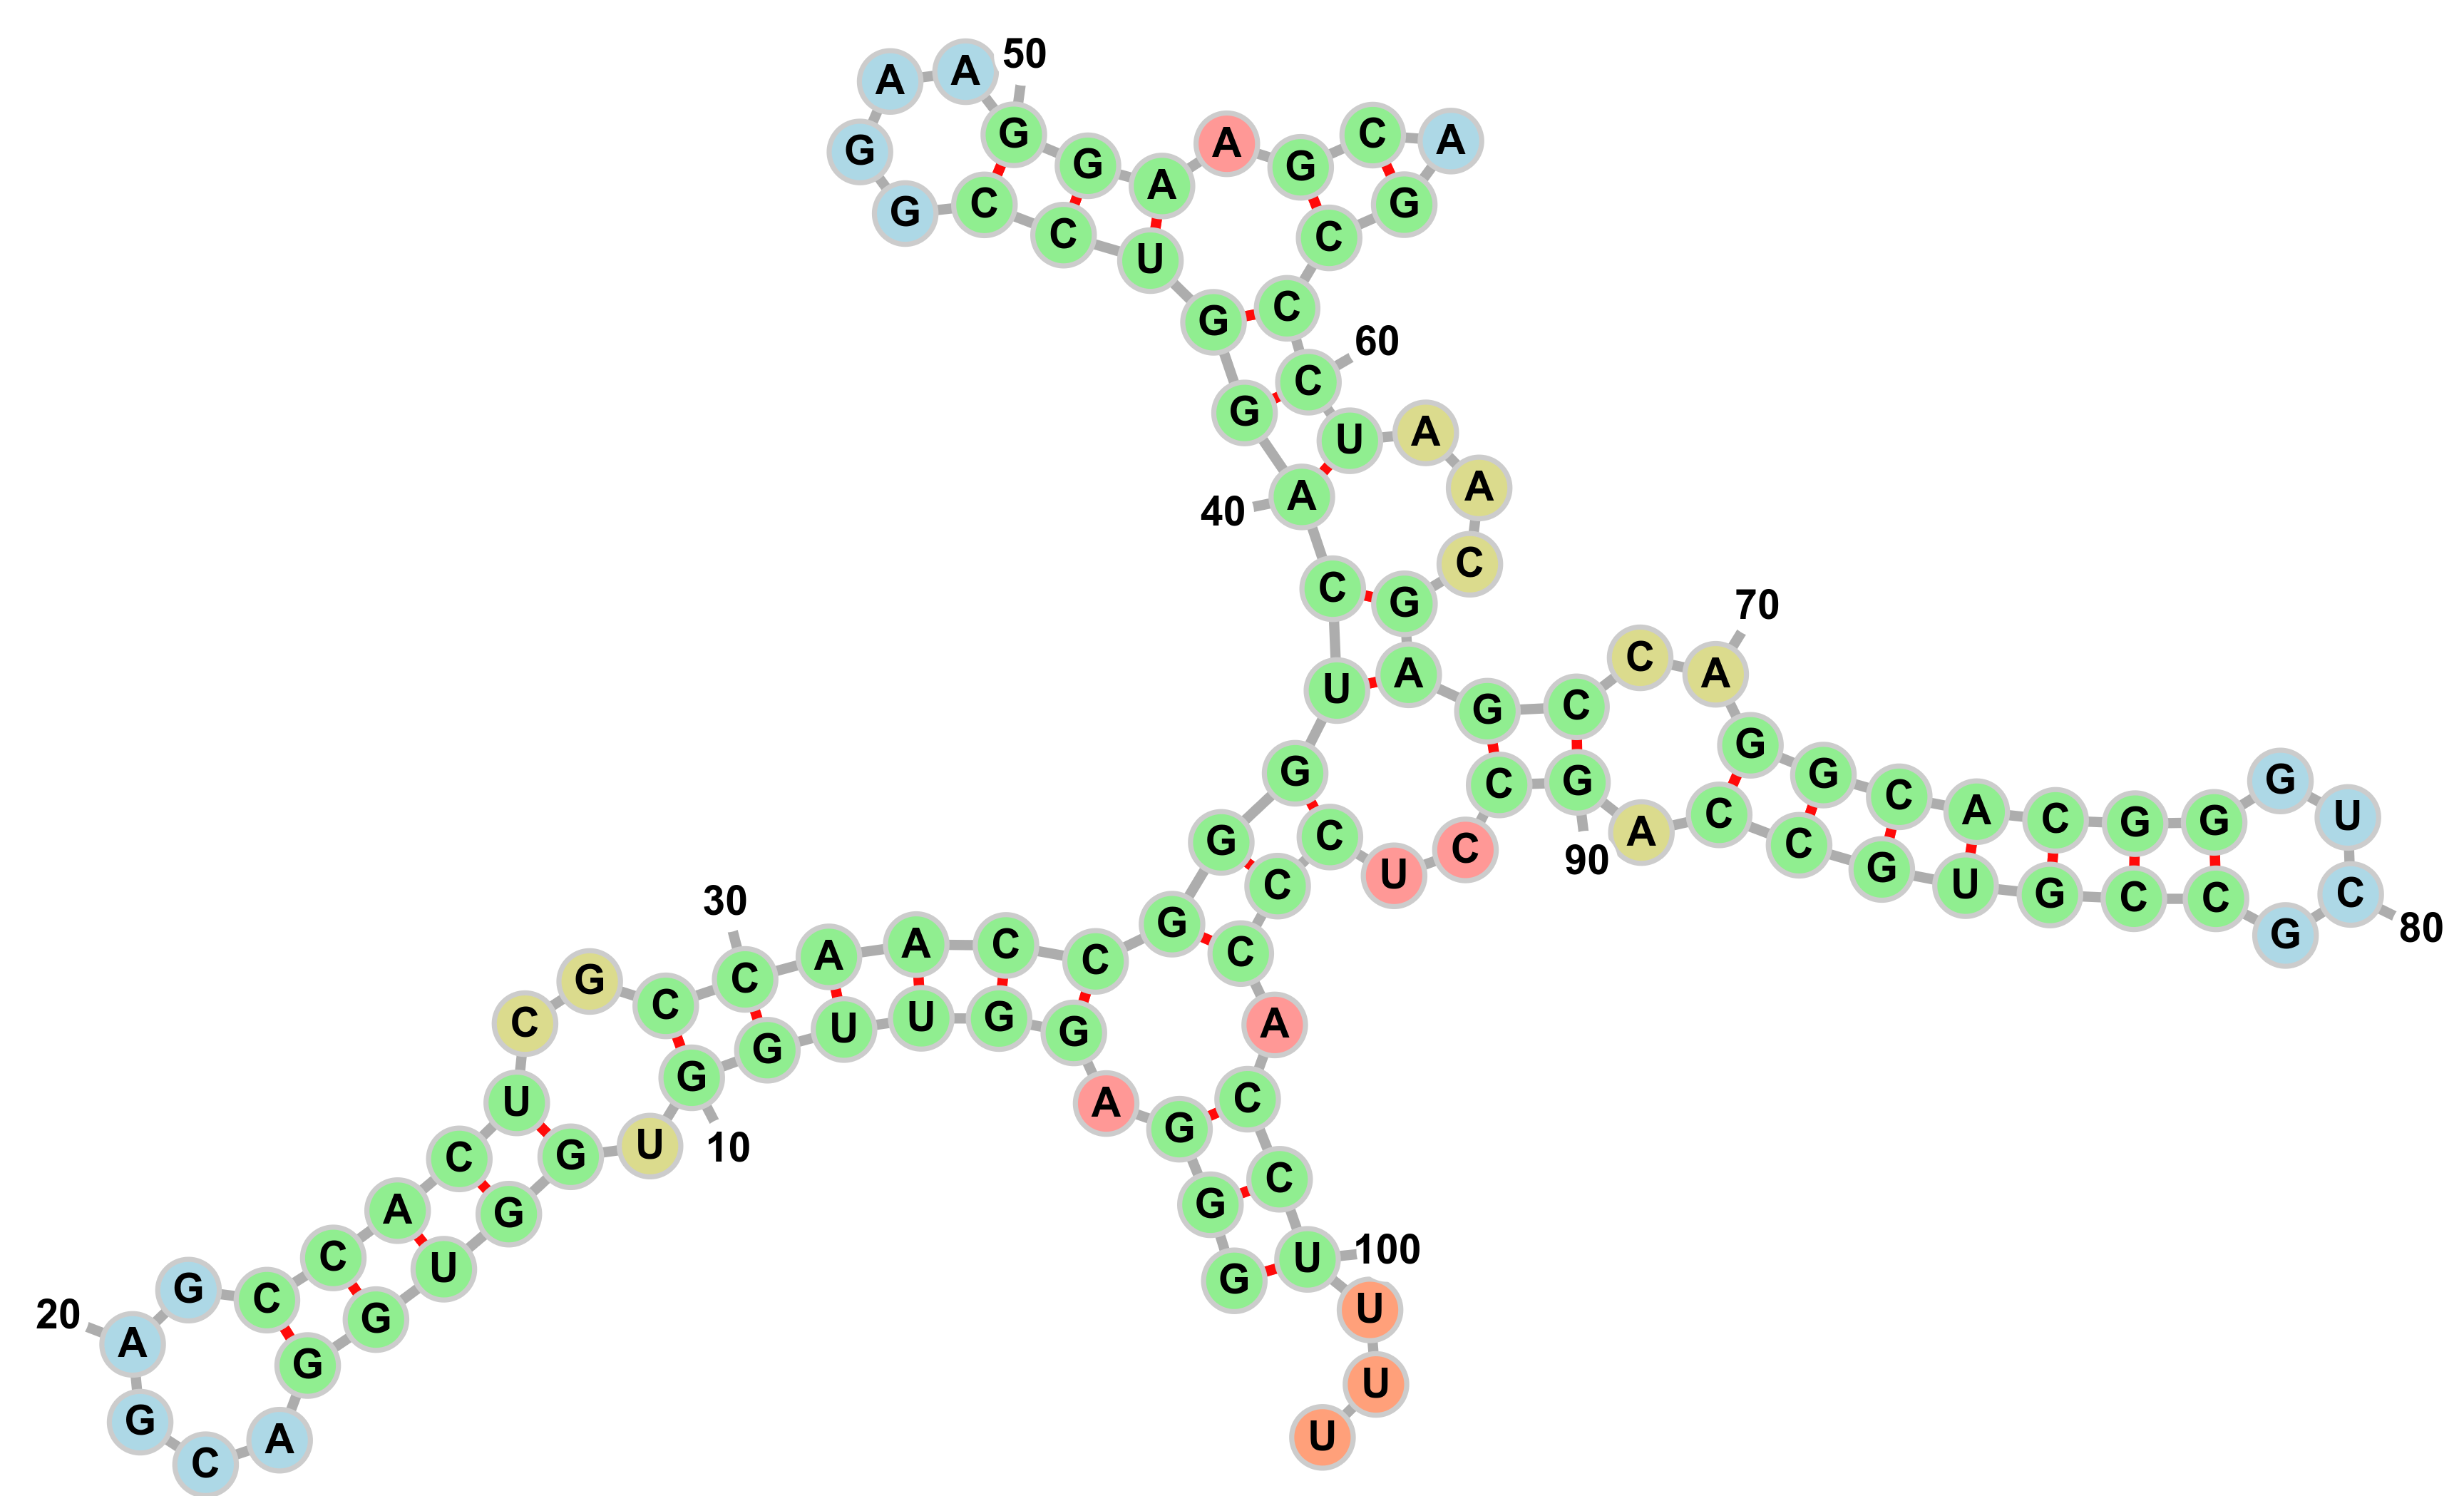 G G G A G G U U G G
10
U G G U G G A C G A
20
G C C A C U C G C C
30
A A C C G G G U C A
40
G G U C C G G A A G
50
G A A G C A G C C C
60
U A A C G A G C C A
70
G G C A C G G G U C
80
G C C G U G C C A G
90
C C U C C C A C C U
100
U U U